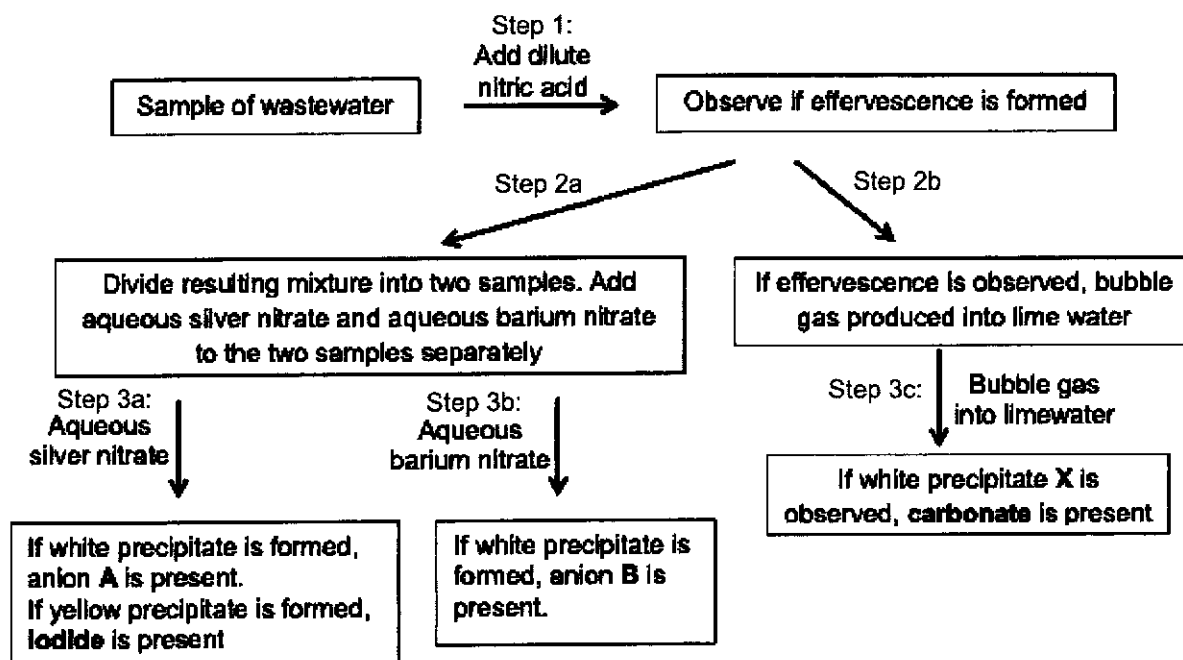 Step 1:
Add dilute
nitric acid
Sample of wastewater
Observe if effervescence is formed
Step 2a
Step 2b
Divide resulting mixture into two samples. Add
aqueous silver nitrate and aqueous barium nitrate
to the two samples separately
If effervescence is observed, bubble
gas produced into lime water
Step 3a:
Aqueous
silver nitrate
Step 3b:
Aqueous
barium nitrate
Step 3c:
Bubble gas
into limewater
If white precipitate X is
observed, carbonate is present
If white precipitate is formed,
anion A is present.
If yellow precipitate is formed,
iodide is present
If white precipitate is
formed, anion B is
present.